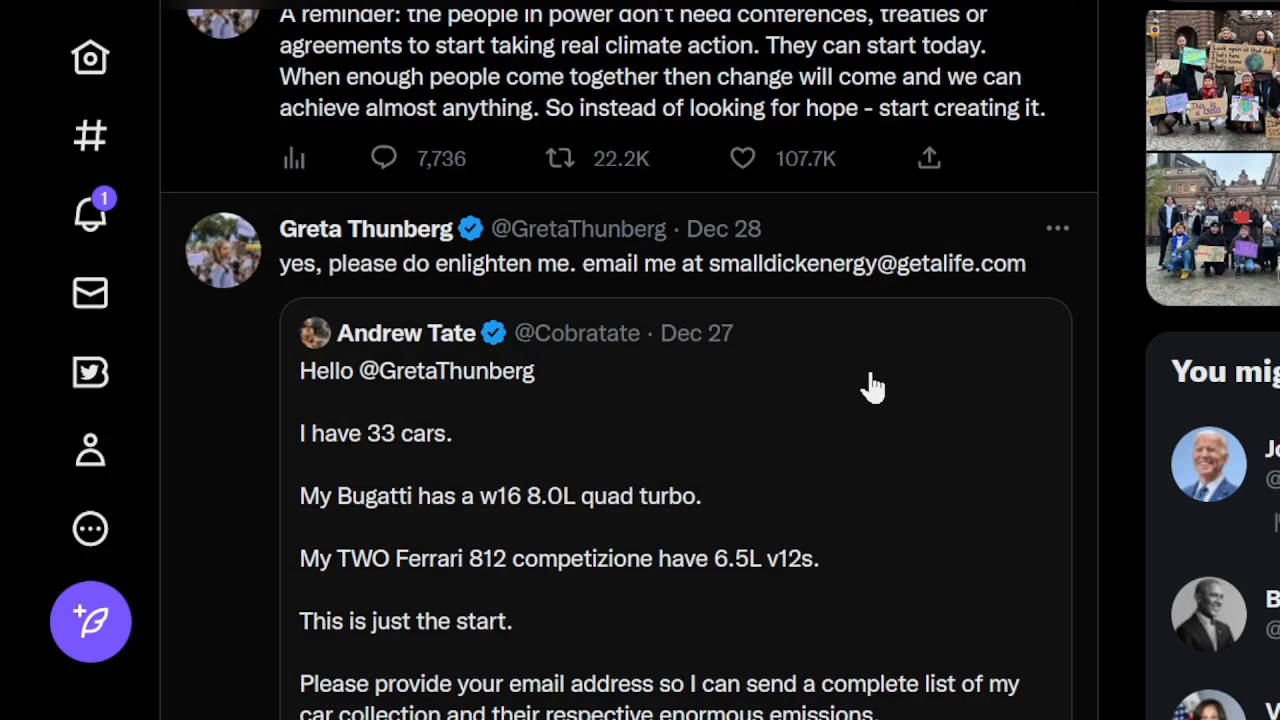 A reminder: the people in power don't need conferences, treaties or
agreements to start taking real climate action. They can start today.
When enough people come together then change will come and we can
achieve almost anything. So instead of looking for hope - start creating it.
7,736 22.2K 107.7K
1
Greta Thunberg @GretaThunberg · Dec 28
yes, please do enlighten me. email me at smalldickenergy@getalife.com
Andrew Tate @Cobratate · Dec 27
Hello @GretaThunberg
I have 33 cars.
My Bugatti has a w16 8.0L quad turbo.
My TWO Ferrari 812 competizione have 6.5L v12s.
This is just the start.
Please provide your email address so I can send a complete list of my
car collection and their respective enormous emissions.
You mig
Jo
@
B
@
V